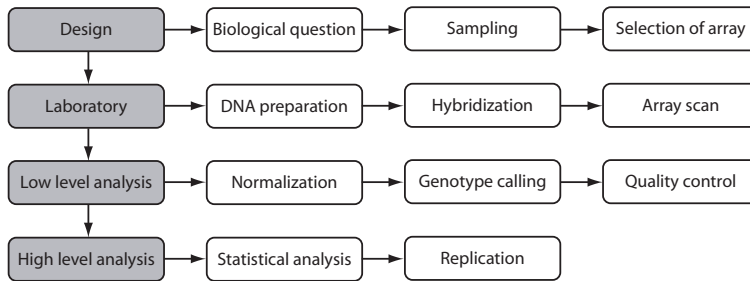 Design
Biological question
Sampling
Selection of array
Laboratory
DNA preparation
Hybridization
Array scan
Low level analysis
Normalization
Genotype calling
Quality control
High level analysis
Statistical analysis
Replication